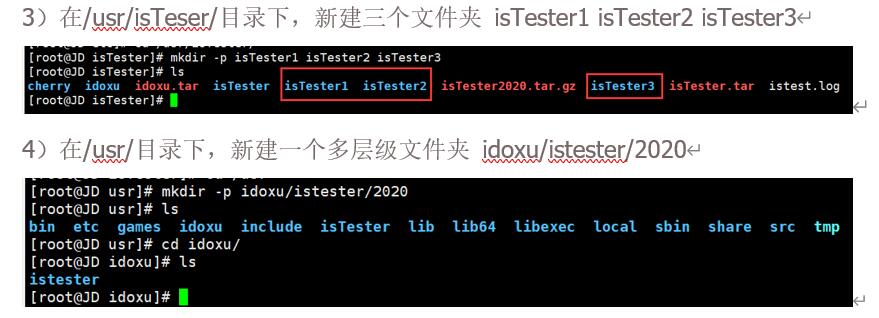 3）在/usr/isTeser/目录下，新建三个文件夹 isTester1 isTester2 isTester3↵
[root@JD isTester]# mkdir -p isTester1 isTester2 isTester3
[root@JD isTester]# ls
cherry idoxu idoxu.tar isTester isTester1 isTester2 isTester2020.tar.gz isTester3 isTester.tar istest.log
[root@JD isTester]#
4）在/usr/目录下，新建一个多层级文件夹 idoxu/istester/2020↵
[root@JD usr]# mkdir -p idoxu/istester/2020
[root@JD usr]# ls
bin etc games idoxu include isTester lib lib64 libexec local sbin share src tmp
[root@JD usr]# cd idoxu/
[root@JD idoxu]# ls
istester
[root@JD idoxu]#